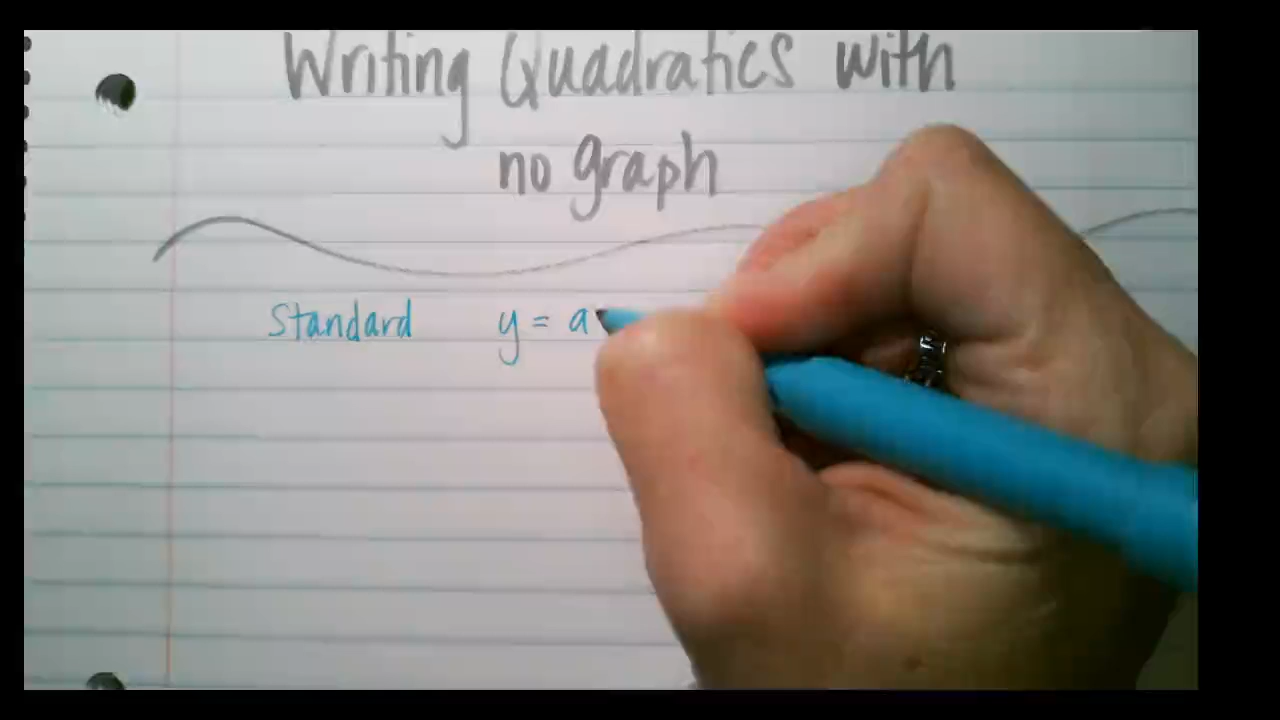 Writing Quadratics with
no graph
Standard y = a